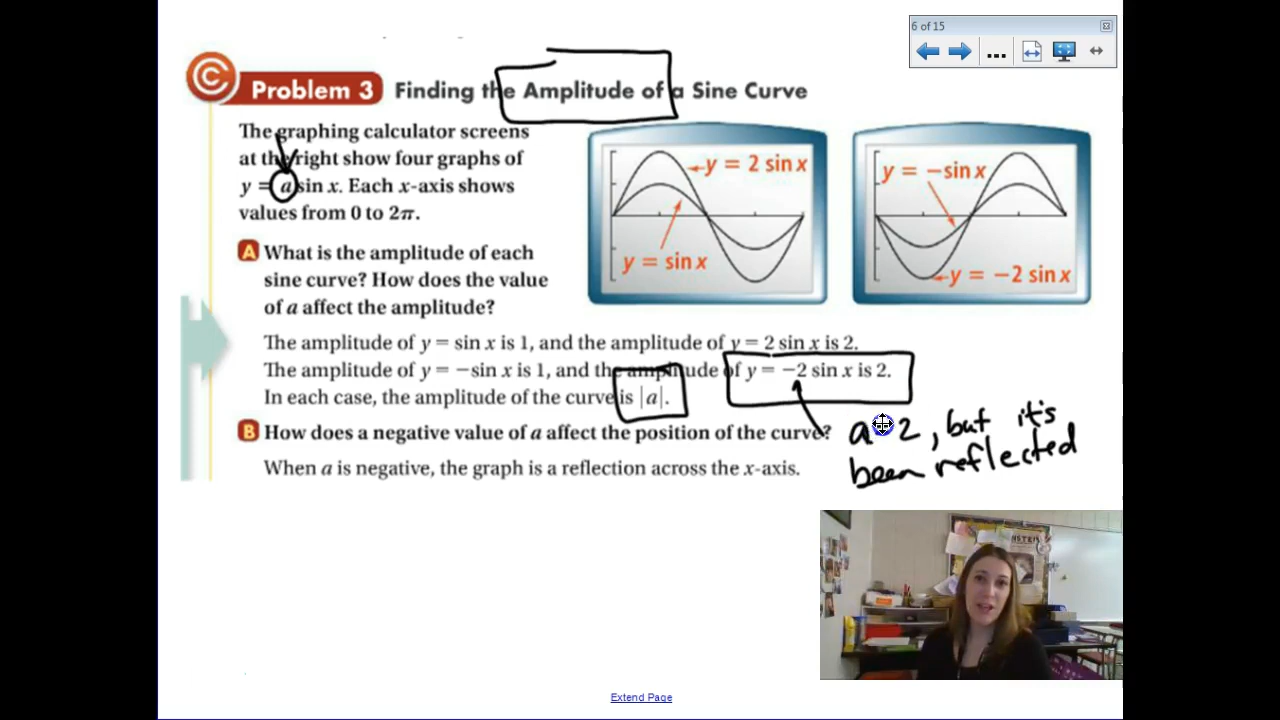 6 of 15
C
Problem 3 Finding the Amplitude of a Sine Curve
The graphing calculator screens
at the right show four graphs of
y = a sin x. Each x-axis shows
values from 0 to 2π.
y = 2 sin x
y = sin x
y = −sin x
y = −2 sin x
A What is the amplitude of each
sine curve? How does the value
of a affect the amplitude?
The amplitude of y = sin x is 1, and the amplitude of y = 2 sin x is 2.
The amplitude of y = −sin x is 1, and the amplitude of y = −2 sin x is 2.
In each case, the amplitude of the curve is |a|.
B How does a negative value of a affect the position of the curve?
When a is negative, the graph is a reflection across the x-axis.
a 2, but it's
been reflected
Extend Page